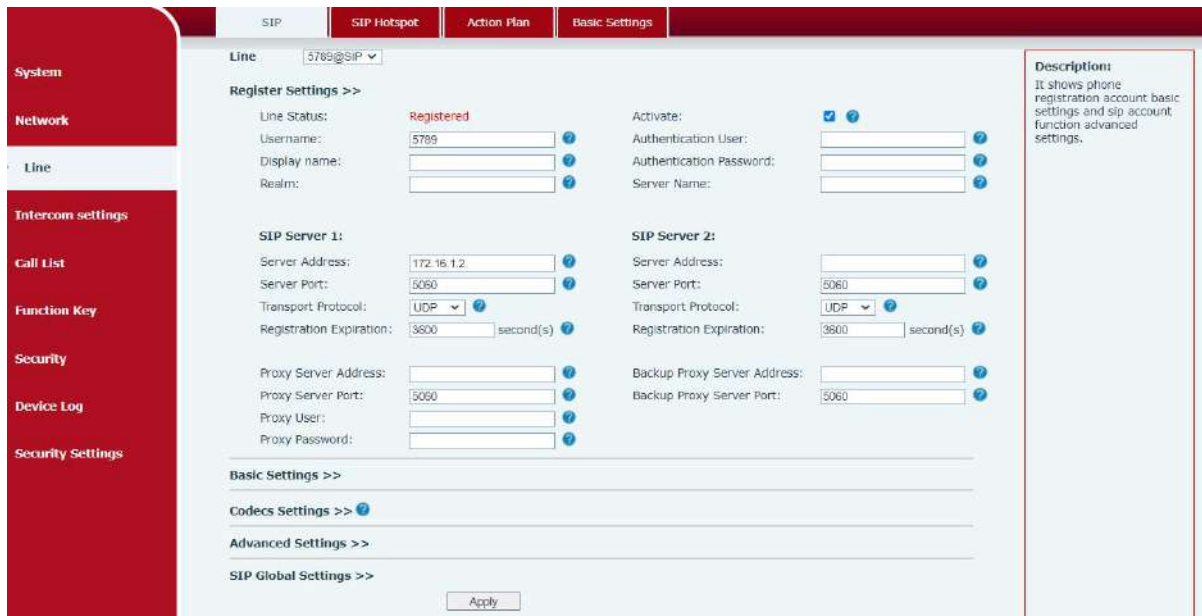 SIP SIP Hotspot Action Plan Basic Settings
System
Network
Line
Intercom settings
Call List
Function Key
Security
Device Log
Security Settings
Line 5789@SIP
Register Settings >>
Line Status: Registered Activate:
Username: 5789 Authentication User:
Display name: Authentication Password:
Realm: Server Name:
SIP Server 1: SIP Server 2:
Server Address: 172.16.1.2 Server Address:
Server Port: 5060 Server Port: 5060
Transport Protocol: UDP Transport Protocol: UDP
Registration Expiration: 3600 second(s) Registration Expiration: 3600 second(s)
Proxy Server Address: Backup Proxy Server Address:
Proxy Server Port: 5060 Backup Proxy Server Port: 5060
Proxy User:
Proxy Password:
Basic Settings >>
Codecs Settings >>
Advanced Settings >>
SIP Global Settings >>
Apply
Description:
It shows phone
registration account basic
settings and sip account
function advanced
settings.